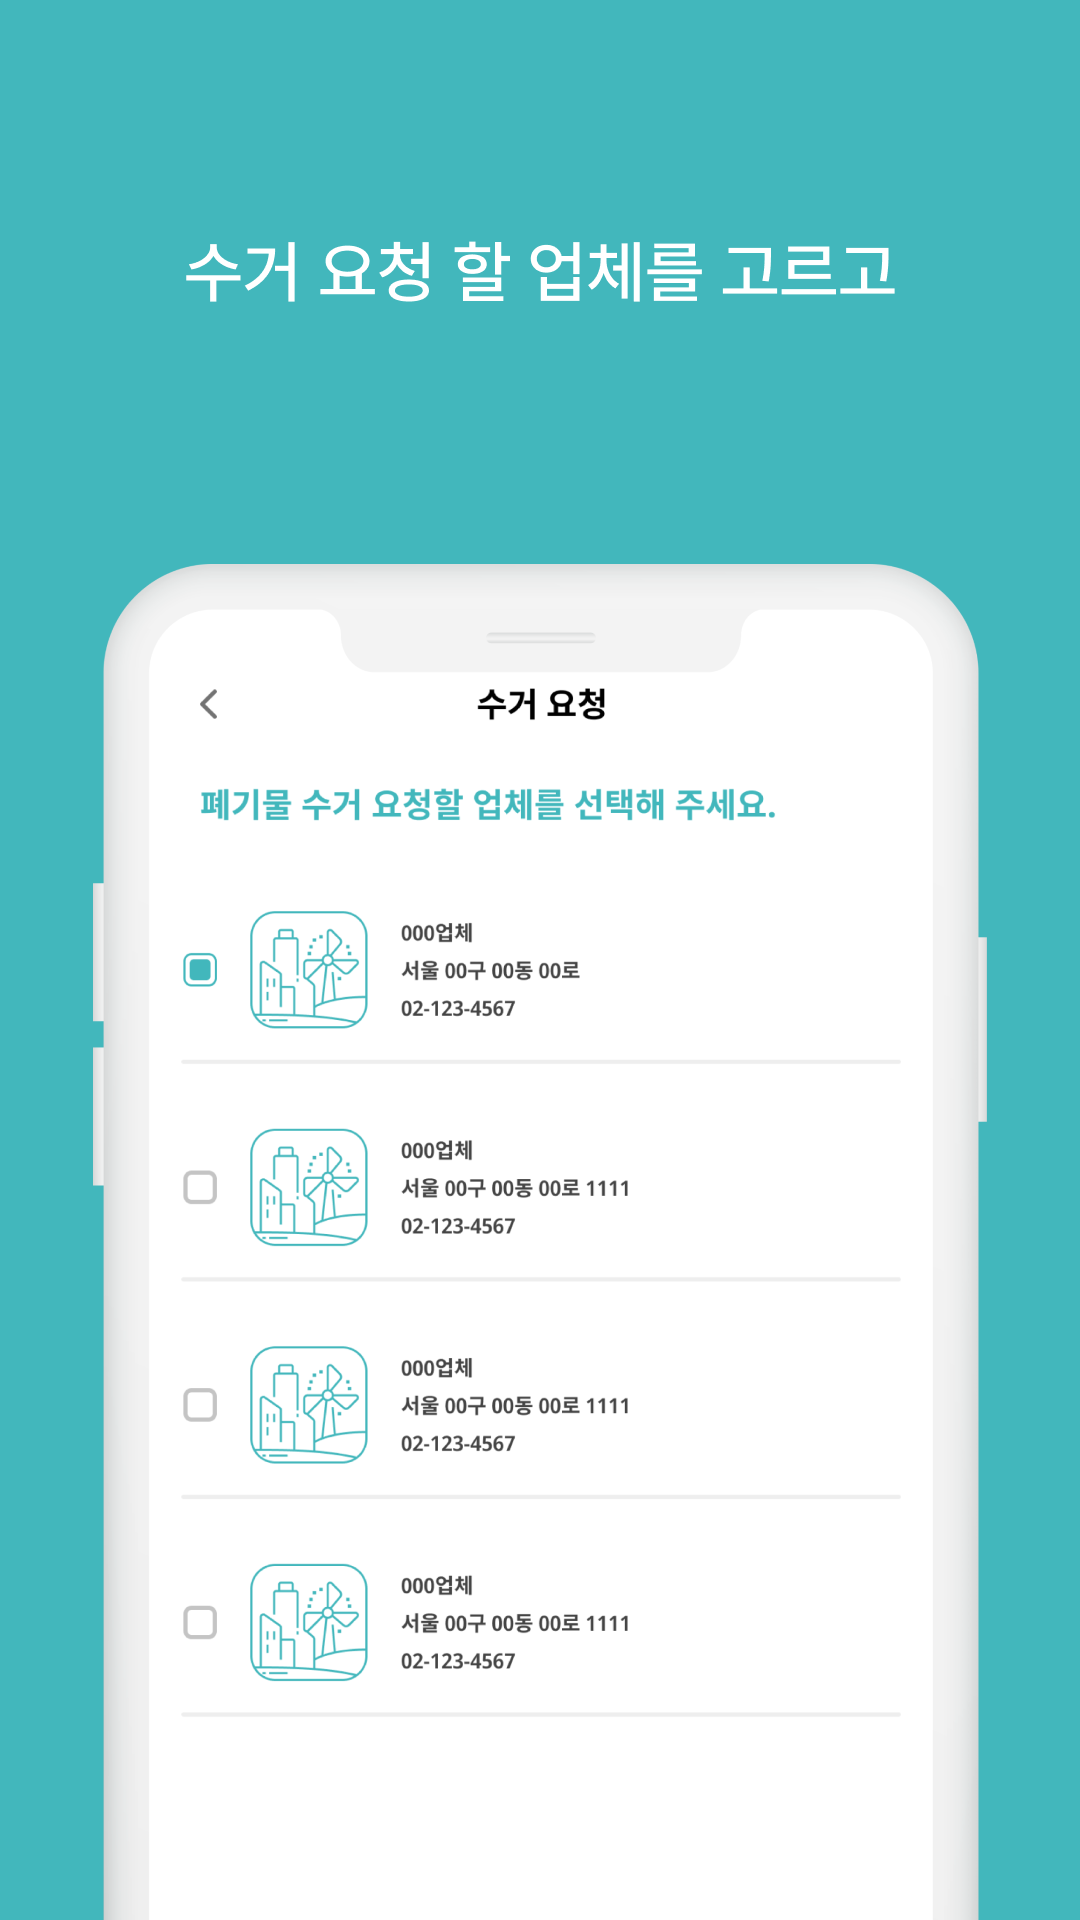 수거 요청 할 업체를 고르고
수거 요청
폐기물 수거 요청할 업체를 선택해 주세요.
000업체
서울 00구 00동 00로
02-123-4567
000업체
서울 00구 00동 00로 1111
02-123-4567
000업체
서울 00구 00동 00로 1111
02-123-4567
000업체
서울 00구 00동 00로 1111
02-123-4567